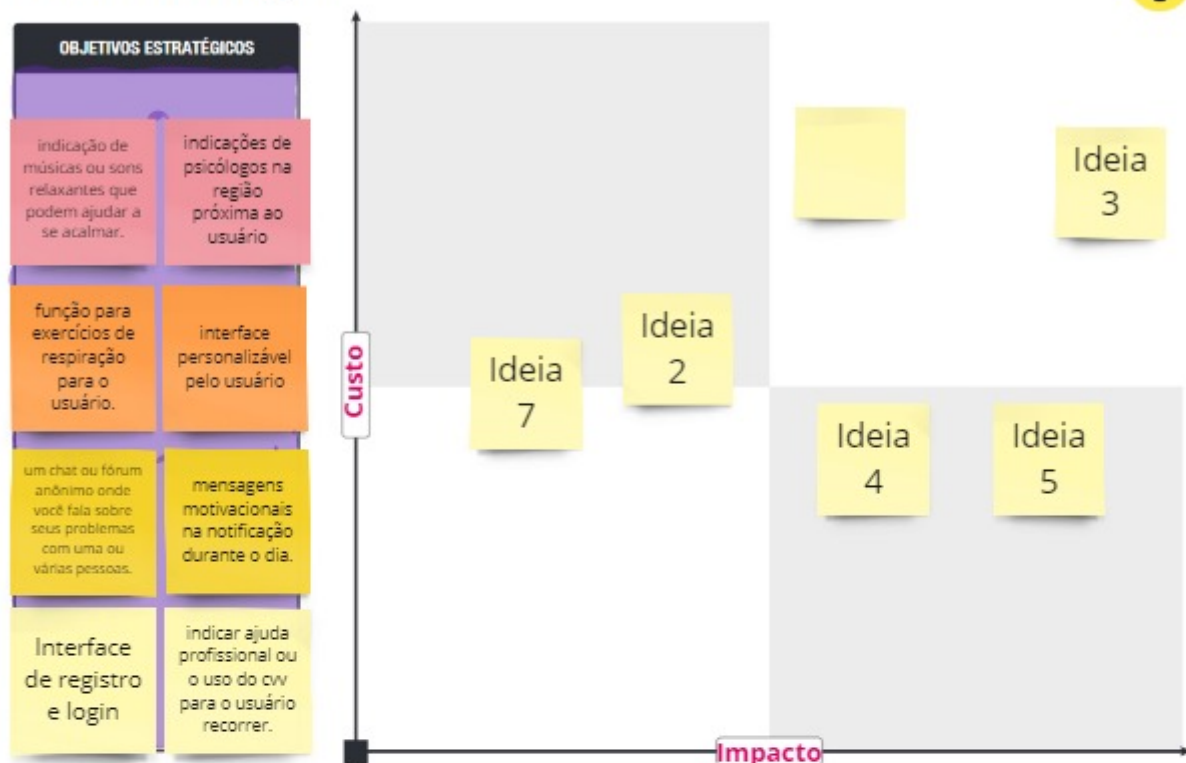 OBJETIVOS ESTRATÉGICOS
indicação de
músicas ou sons
relaxantes que
podem ajudar a
se acalmar.
indicações de
psicólogos na
região
próxima ao
usuário
função para
exercícios de
respiração
para o
usuário.
interface
personalizável
pelo usuário
um chat ou fórum
anônimo onde
você fala sobre
seus problemas
com uma ou
várias pessoas.
mensagens
motivacionais
na notificação
durante o dia.
Interface
de registro
e login
indicar ajuda
profissional ou
o uso do cvv
para o usuário
recorrer.
Custo
Ideia
3
Ideia
2
Ideia
7
Ideia
4
Ideia
5
Impacto